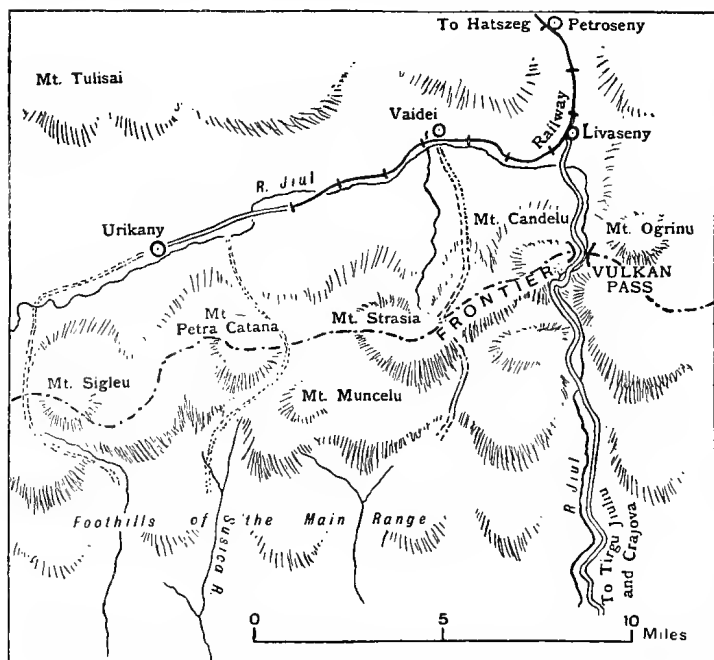 To Hatszeg
Petroseny
Mt. Tulisai
Vaidei
Railway
Livaseny
R. Jiul
Urikany
Mt. Candelu
Mt. Ogrinu
VULKAN
PASS
FRONTIER
Mt.
Petra Catana
Mt. Strasia
Mt. Sigleu
Mt. Muncelu
Foothills of the Main Range
Susica R.
R. Jiul
To Tirgu Jiuliu
and Crajova
0 5 10
Miles